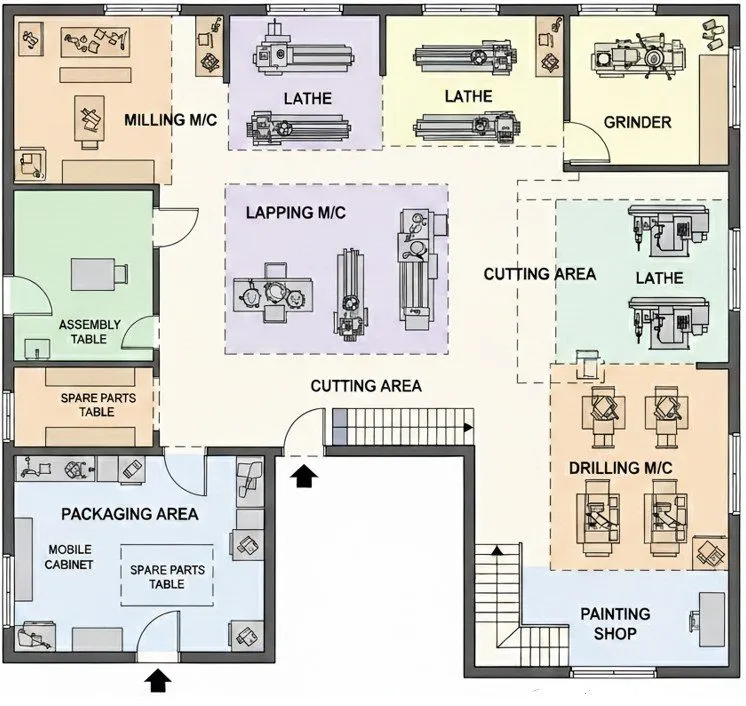 MILLING M/C
LATHE
LATHE
GRINDER
LAPPING M/C
CUTTING AREA
LATHE
ASSEMBLY
TABLE
CUTTING AREA
SPARE PARTS
TABLE
DRILLING M/C
PACKAGING AREA
MOBILE
CABINET
SPARE PARTS
TABLE
PAINTING
SHOP